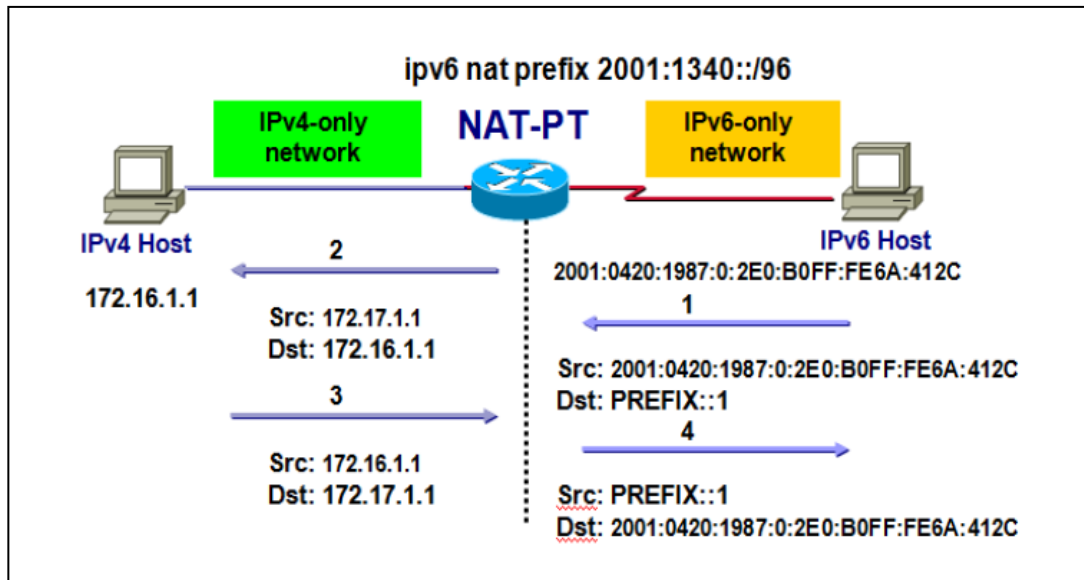 ipv6 nat prefix 2001:1340::/96
IPv4-only
network
NAT-PT
IPv6-only
network
IPv4 Host
172.16.1.1
IPv6 Host
2001:0420:1987:0:2E0:B0FF:FE6A:412C
2
Src: 172.17.1.1
Dst: 172.16.1.1
1
Src: 2001:0420:1987:0:2E0:B0FF:FE6A:412C
Dst: PREFIX::1
3
Src: 172.16.1.1
Dst: 172.17.1.1
4
Src: PREFIX::1
Dst: 2001:0420:1987:0:2E0:B0FF:FE6A:412C